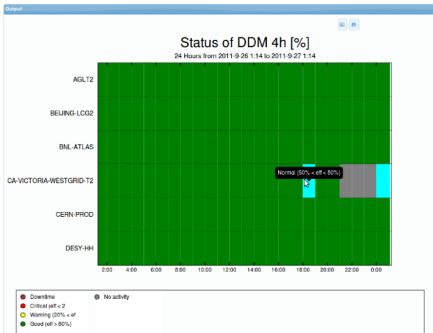 Output
Status of DDM 4h [%]
24 Hours from 2011-9-26 1:14 to 2011-9-27 1:14
AGLT2
BEIJING-LCG2
BNL-ATLAS
CA-VICTORIA-WESTGRID-T2
CERN-PROD
DESY-HH
Normal (50% < eff < 80%)
2:00 4:00 6:00 8:00 10:00 12:00 14:00 16:00 18:00 20:00 22:00 0:00
Downtime
No activity
Critical (eff < 2
Warning (20% < ef
Good (eff > 80%)